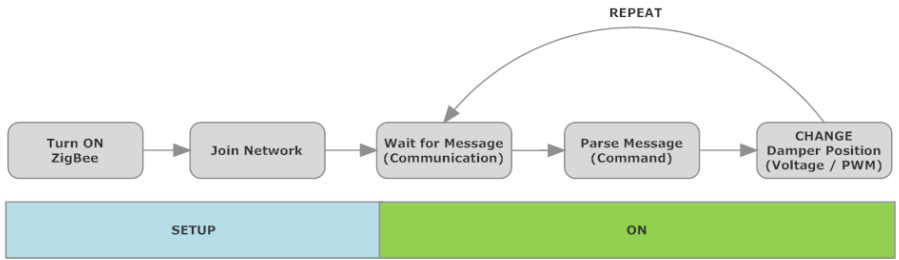 REPEAT
Turn ON
ZigBee
Join Network
Wait for Message
(Communication)
Parse Message
(Command)
CHANGE
Damper Position
(Voltage / PWM)
SETUP
ON